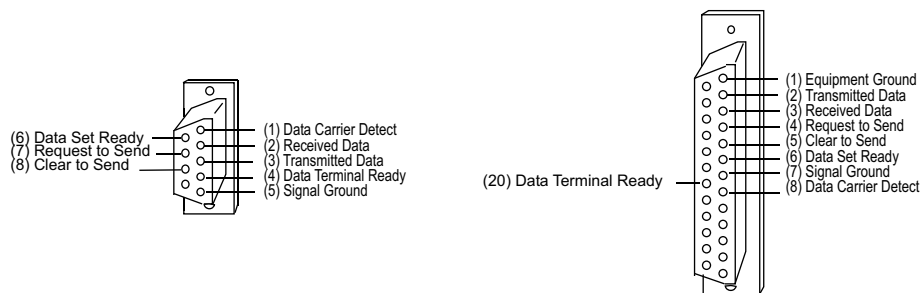 (6) Data Set Ready
(7) Request to Send
(8) Clear to Send
(1) Data Carrier Detect
(2) Received Data
(3) Transmitted Data
(4) Data Terminal Ready
(5) Signal Ground
(20) Data Terminal Ready
(1) Equipment Ground
(2) Transmitted Data
(3) Received Data
(4) Request to Send
(5) Clear to Send
(6) Data Set Ready
(7) Signal Ground
(8) Data Carrier Detect